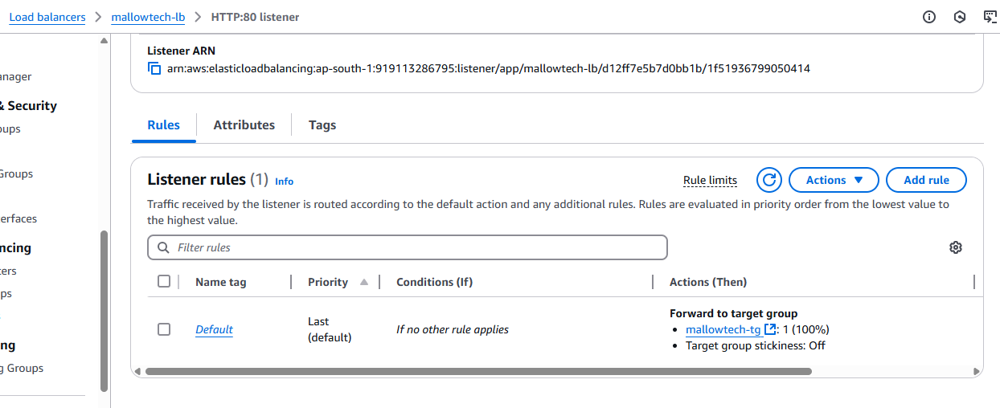 Load balancers > mallowtech-lb > HTTP:80 listener
Listener ARN
arn:aws:elasticloadbalancing:ap-south-1:919113286795:listener/app/mallowtech-lb/d12ff7e5b7d0bb1b/1f51936799050414
anager
& Security
oups
Groups
erfaces
ncing
cers
ps
ng
g Groups
Rules
Attributes
Tags
Listener rules (1) Info
Rule limits
Actions
Add rule
Traffic received by the listener is routed according to the default action and any additional rules. Rules are evaluated in priority order from the lowest value to
the highest value.
Filter rules
Name tag
Priority
Conditions (If)
Actions (Then)
Default
Last
(default)
If no other rule applies
Forward to target group
• mallowtech-tg : 1 (100%)
• Target group stickiness: Off